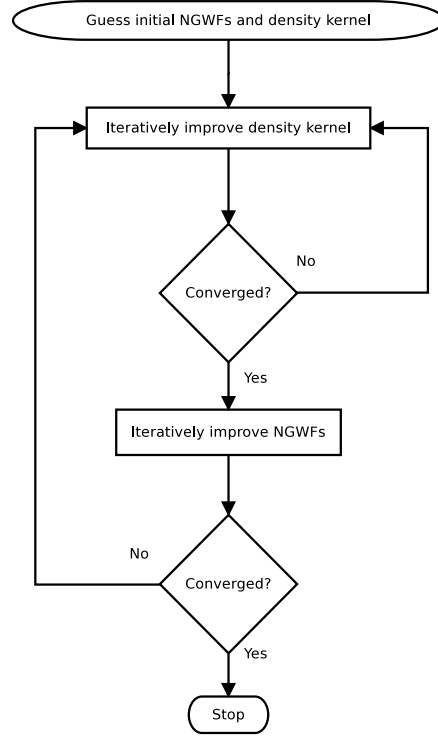 Guess initial NGWFs and density kernel
Iteratively improve density kernel
No
Converged?
Yes
Iteratively improve NGWFs
No
Converged?
Yes
Stop